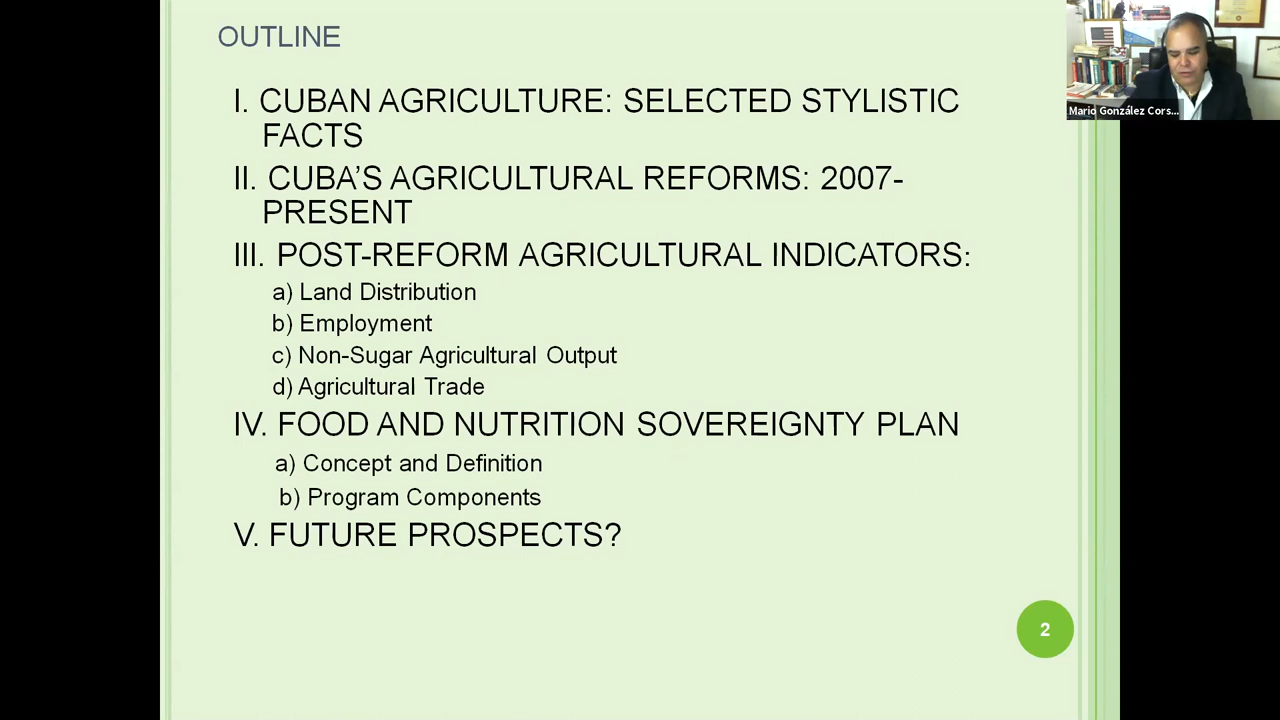 OUTLINE
I. CUBAN AGRICULTURE: SELECTED STYLISTIC
FACTS
II. CUBA'S AGRICULTURAL REFORMS: 2007-
PRESENT
III. POST-REFORM AGRICULTURAL INDICATORS:
a) Land Distribution
b) Employment
c) Non-Sugar Agricultural Output
d) Agricultural Trade
IV. FOOD AND NUTRITION SOVEREIGNTY PLAN
a) Concept and Definition
b) Program Components
V. FUTURE PROSPECTS?
2
Mario González Cors...